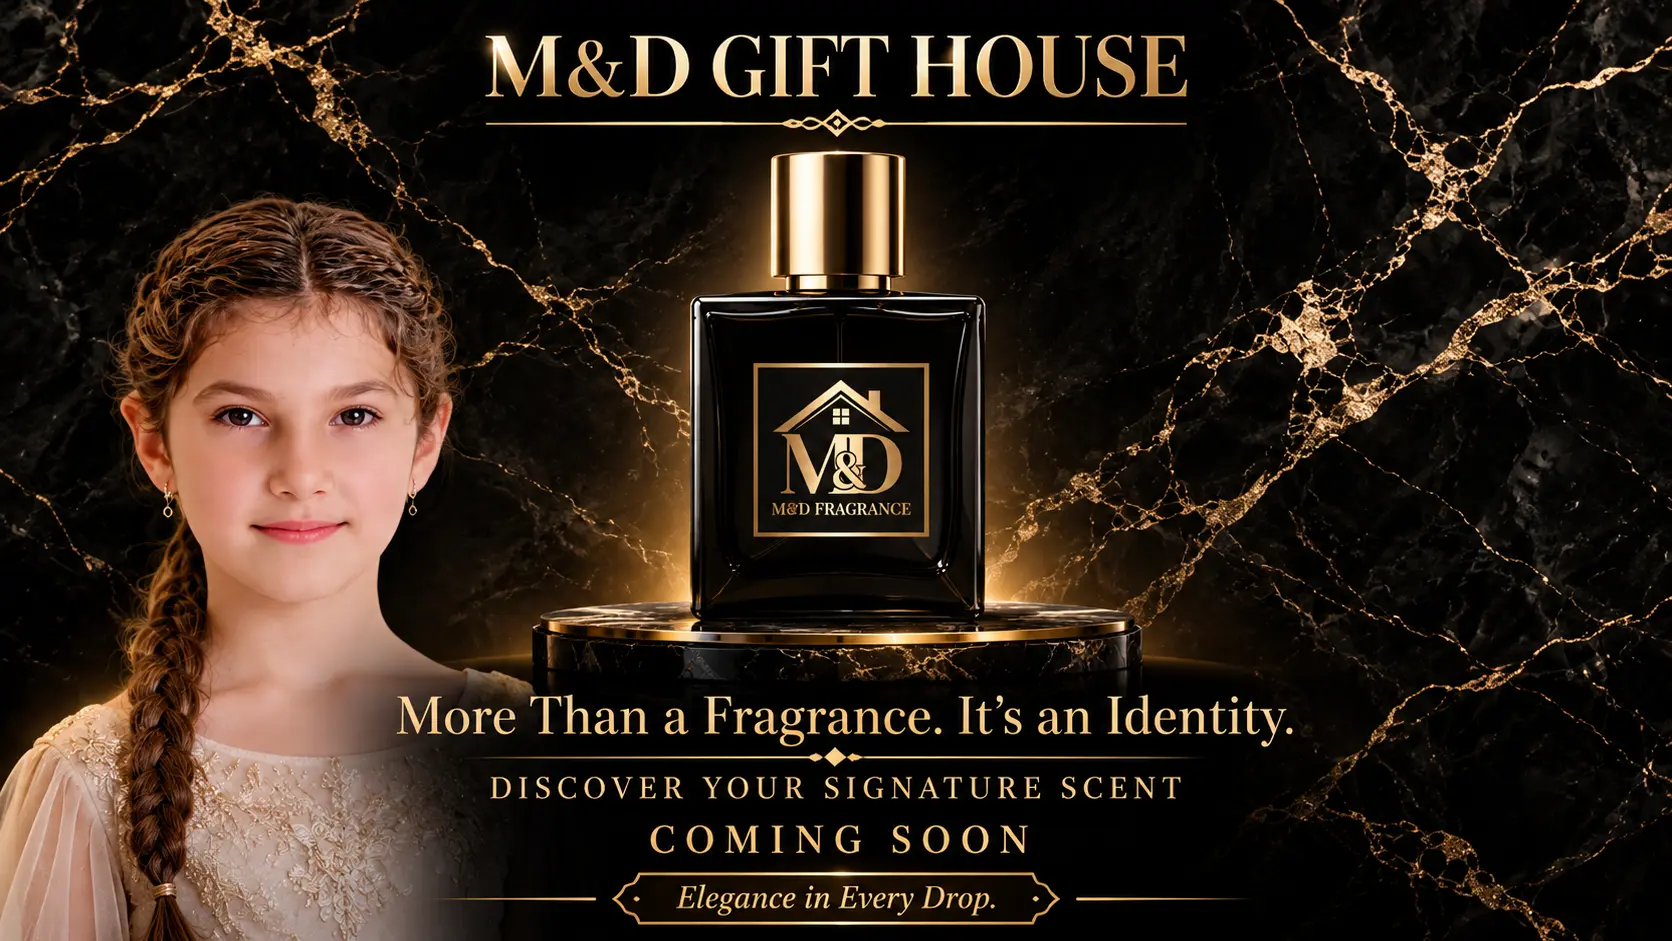 M&D GIFT HOUSE
M&D
M&D FRAGRANCE
More Than a Fragrance. It's an Identity.
DISCOVER YOUR SIGNATURE SCENT
COMING SOON
Elegance in Every Drop.